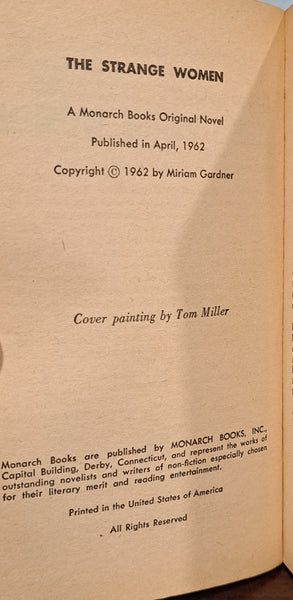 THE STRANGE WOMEN
A Monarch Books Original Novel
Published in April, 1962
Copyright © 1962 by Miriam Gardner
Cover painting by Tom Miller
Monarch Books are published by MONARCH BOOKS, INC.,
Capital Building, Derby, Connecticut, and represent the works of
outstanding novelists and writers of non-fiction especially chosen
for their literary merit and reading entertainment.
Printed in the United States of America
All Rights Reserved